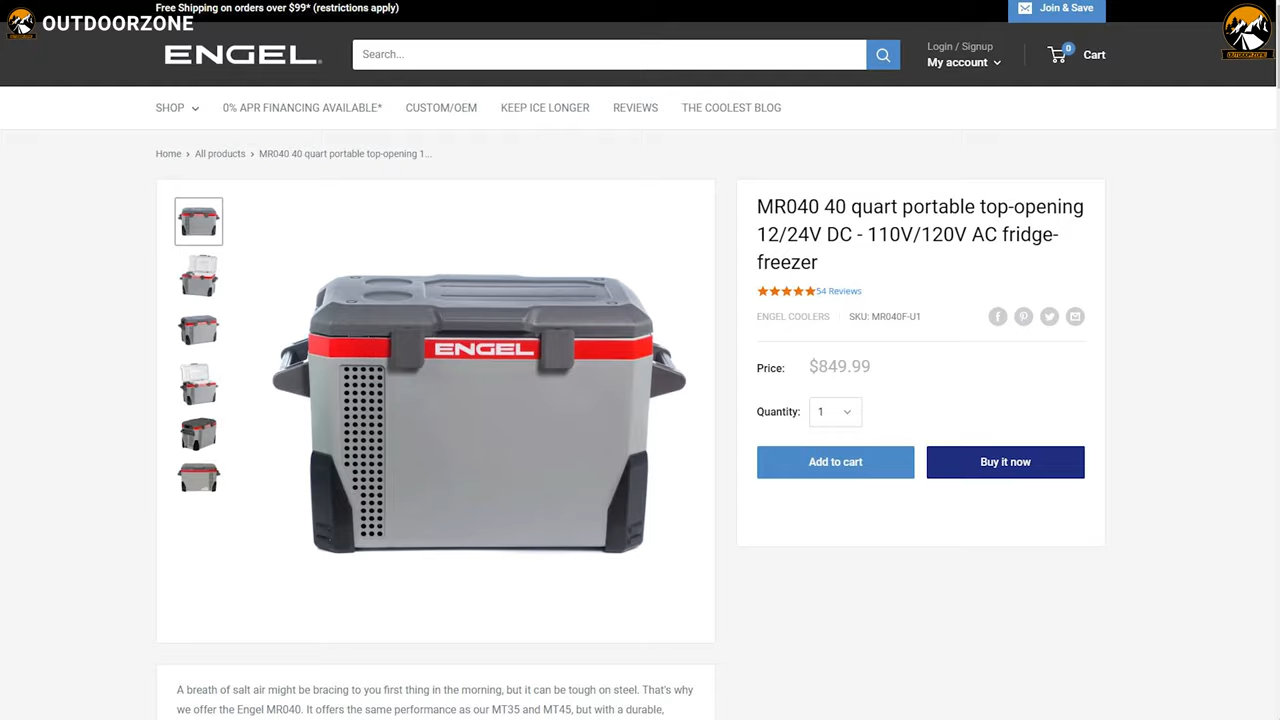 Free Shipping on orders over $99* (restrictions apply)
Join & Save
OUTDOORZONE
ENGEL
Search...
Login / Signup
My account
0
Cart
SHOP
0% APR FINANCING AVAILABLE*
CUSTOM/OEM
KEEP ICE LONGER
REVIEWS
THE COOLEST BLOG
Home › All products › MR040 40 quart portable top-opening 1...
ENGEL
MR040 40 quart portable top-opening
12/24V DC - 110V/120V AC fridge-
freezer
54 Reviews
ENGEL COOLERS
SKU: MR040F-U1
Price: $849.99
Quantity: 1
Add to cart
Buy it now
A breath of salt air might be bracing to you first thing in the morning, but it can be tough on steel. That's why
we offer the Engel MR040. It offers the same performance as our MT35 and MT45, but with a durable,